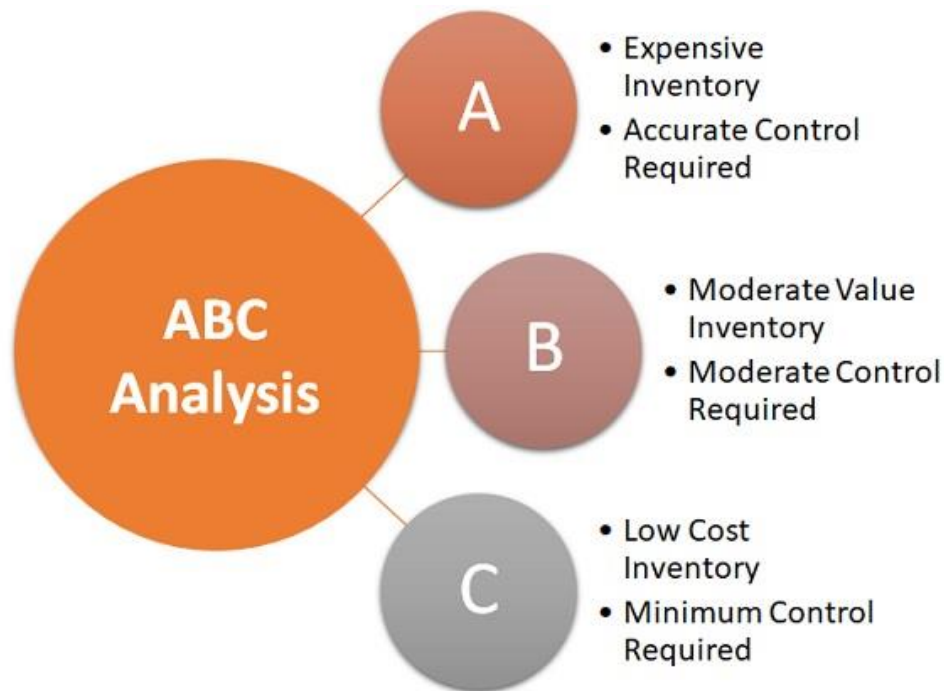 ABC
Analysis
A
• Expensive
Inventory
• Accurate Control
Required
B
• Moderate Value
Inventory
• Moderate Control
Required
C
• Low Cost
Inventory
• Minimum Control
Required